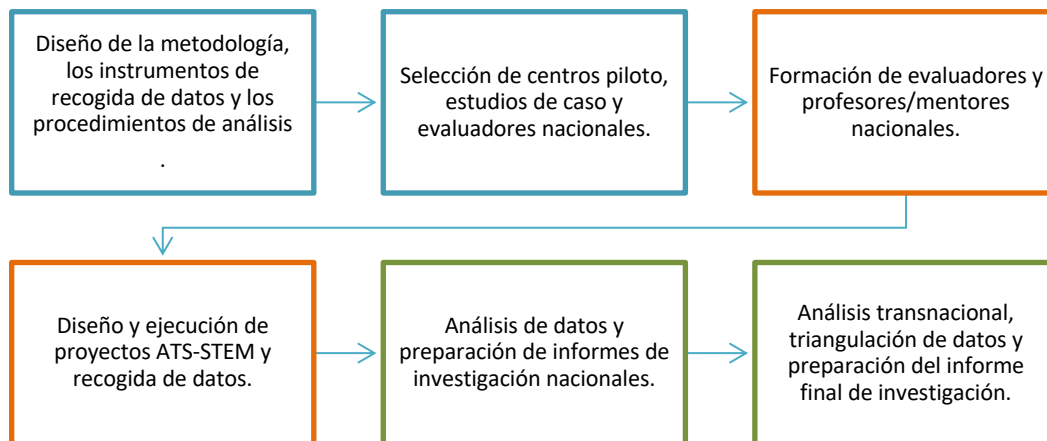 Diseño de la metodología,
los instrumentos de
recogida de datos y los
procedimientos de análisis
.
Selección de centros piloto,
estudios de caso y
evaluadores nacionales.
Formación de evaluadores y
profesores/mentores
nacionales.
Diseño y ejecución de
proyectos ATS-STEM y
recogida de datos.
Análisis de datos y
preparación de informes de
investigación nacionales.
Análisis transnacional,
triangulación de datos y
preparación del informe
final de investigación.